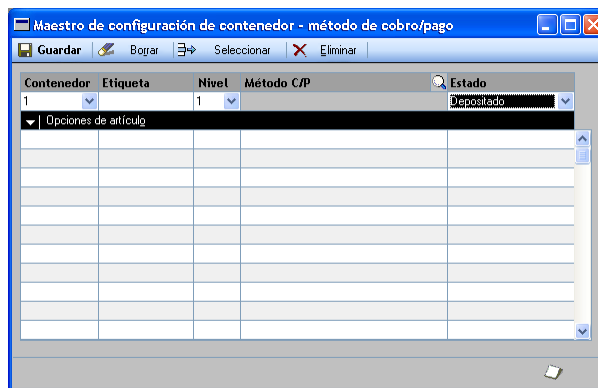 Maestro de configuración de contenedor - método de cobro/pago
Guardar Borrar Seleccionar Eliminar
Contenedor Etiqueta Nivel Método C/P Estado
1 1 Depositado
Opciones de artículo